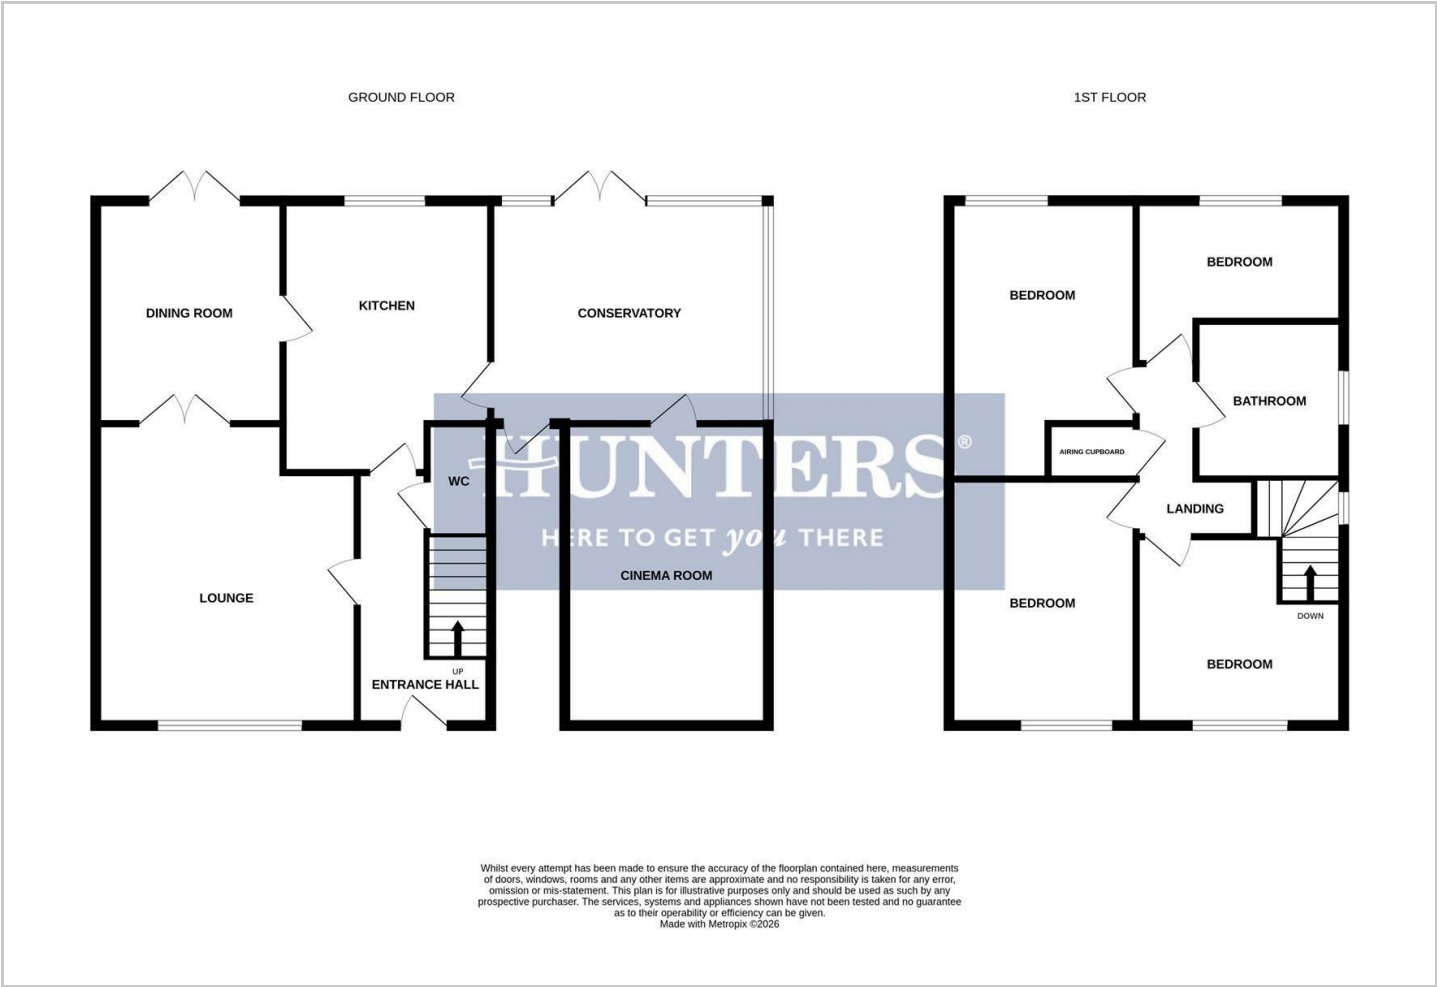 GROUND FLOOR
1ST FLOOR
DINING ROOM
KITCHEN
CONSERVATORY
BEDROOM
BEDROOM
BATHROOM
AIRING CUPBOARD
HUNTERS®
HERE TO GET you THERE
WC
LANDING
CINEMA ROOM
LOUNGE
BEDROOM
DOWN
UP
ENTRANCE HALL
BEDROOM
Whilst every attempt has been made to ensure the accuracy of the floorplan contained here, measurements
of doors, windows, rooms and any other items are approximate and no responsibility is taken for any error,
omission or mis-statement. This plan is for illustrative purposes only and should be used as such by any
prospective purchaser. The services, systems and appliances shown have not been tested and no guarantee
as to their operability or efficiency can be given.
Made with Metropix ©2026